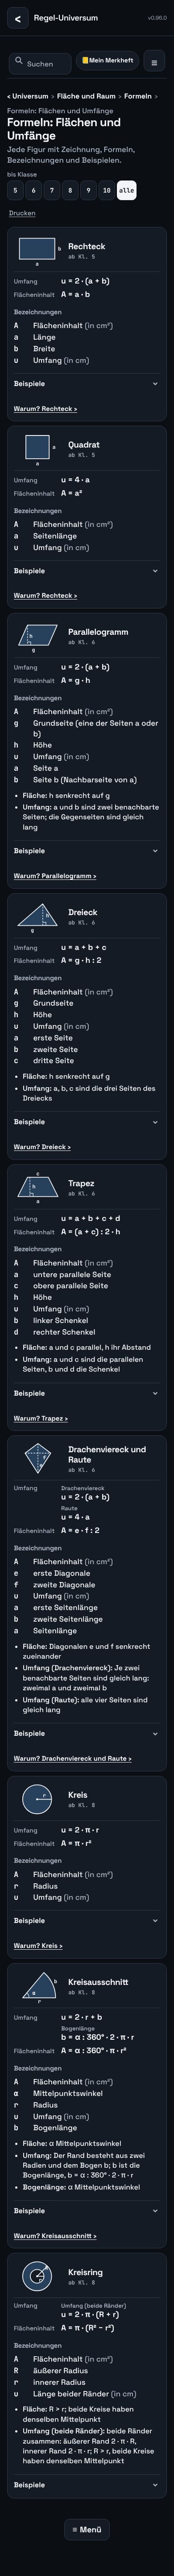 < Regel-Universum v0.96.0
Suchen 📒Mein Merkheft ≡
< Universum > Fläche und Raum > Formeln >
Formeln: Flächen und Umfänge
Formeln: Flächen und
Umfänge
Jede Figur mit Zeichnung, Formeln,
Bezeichnungen und Beispielen.
bis Klasse
5 6 7 8 9 10 alle
Drucken
b
a
Rechteck
ab Kl. 5
Umfang u = 2 · (a + b)
Flächeninhalt A = a · b
Bezeichnungen
A Flächeninhalt (in cm²)
a Länge
b Breite
u Umfang (in cm)
Beispiele
Warum? Rechteck >
a
a
Quadrat
ab Kl. 5
Umfang u = 4 · a
Flächeninhalt A = a²
Bezeichnungen
A Flächeninhalt (in cm²)
a Seitenlänge
u Umfang (in cm)
Beispiele
Warum? Rechteck >
h
g
Parallelogramm
ab Kl. 6
Umfang u = 2 · (a + b)
Flächeninhalt A = g · h
Bezeichnungen
A Flächeninhalt (in cm²)
g Grundseite (eine der Seiten a oder
b)
h Höhe
u Umfang (in cm)
a Seite a
b Seite b (Nachbarseite von a)
• Fläche: h senkrecht auf g
• Umfang: a und b sind zwei benachbarte
Seiten; die Gegenseiten sind gleich
lang
Beispiele
Warum? Parallelogramm >
h
g
Dreieck
ab Kl. 6
Umfang u = a + b + c
Flächeninhalt A = g · h : 2
Bezeichnungen
A Flächeninhalt (in cm²)
g Grundseite
h Höhe
u Umfang (in cm)
a erste Seite
b zweite Seite
c dritte Seite
• Fläche: h senkrecht auf g
• Umfang: a, b, c sind die drei Seiten des
Dreiecks
Beispiele
Warum? Dreieck >
c
h
a
Trapez
ab Kl. 6
Umfang u = a + b + c + d
Flächeninhalt A = (a + c) : 2 · h
Bezeichnungen
A Flächeninhalt (in cm²)
a untere parallele Seite
c obere parallele Seite
h Höhe
u Umfang (in cm)
b linker Schenkel
d rechter Schenkel
• Fläche: a und c parallel, h ihr Abstand
• Umfang: a und c sind die parallelen
Seiten, b und d die Schenkel
Beispiele
Warum? Trapez >
f
e
Drachenviereck und
Raute
ab Kl. 6
Umfang Drachenviereck
u = 2 · (a + b)
Raute
u = 4 · a
Flächeninhalt A = e · f : 2
Bezeichnungen
A Flächeninhalt (in cm²)
e erste Diagonale
f zweite Diagonale
u Umfang (in cm)
a erste Seitenlänge
b zweite Seitenlänge
a Seitenlänge
• Fläche: Diagonalen e und f senkrecht
zueinander
• Umfang (Drachenviereck): Je zwei
benachbarte Seiten sind gleich lang:
zweimal a und zweimal b
• Umfang (Raute): alle vier Seiten sind
gleich lang
Beispiele
Warum? Drachenviereck und Raute >
r
Kreis
ab Kl. 8
Umfang u = 2 · π · r
Flächeninhalt A = π · r²
Bezeichnungen
A Flächeninhalt (in cm²)
r Radius
u Umfang (in cm)
Beispiele
Warum? Kreis >
b
α
r
Kreisausschnitt
ab Kl. 8
Umfang u = 2 · r + b
Bogenlänge
b = α : 360° · 2 · π · r
Flächeninhalt A = α : 360° · π · r²
Bezeichnungen
A Flächeninhalt (in cm²)
α Mittelpunktswinkel
r Radius
u Umfang (in cm)
b Bogenlänge
• Fläche: α Mittelpunktswinkel
• Umfang: Der Rand besteht aus zwei
Radien und dem Bogen b; b ist die
Bogenlänge, b = α : 360° · 2 · π · r
• Bogenlänge: α Mittelpunktswinkel
Beispiele
Warum? Kreisausschnitt >
r
R
Kreisring
ab Kl. 8
Umfang Umfang (beide Ränder)
u = 2 · π · (R + r)
Flächeninhalt A = π · (R² − r²)
Bezeichnungen
A Flächeninhalt (in cm²)
R äußerer Radius
r innerer Radius
u Länge beider Ränder (in cm)
• Fläche: R > r; beide Kreise haben
denselben Mittelpunkt
• Umfang (beide Ränder): beide Ränder
zusammen: äußerer Rand 2 · π · R,
innerer Rand 2 · π · r; R > r, beide Kreise
haben denselben Mittelpunkt
Beispiele
≡ Menü